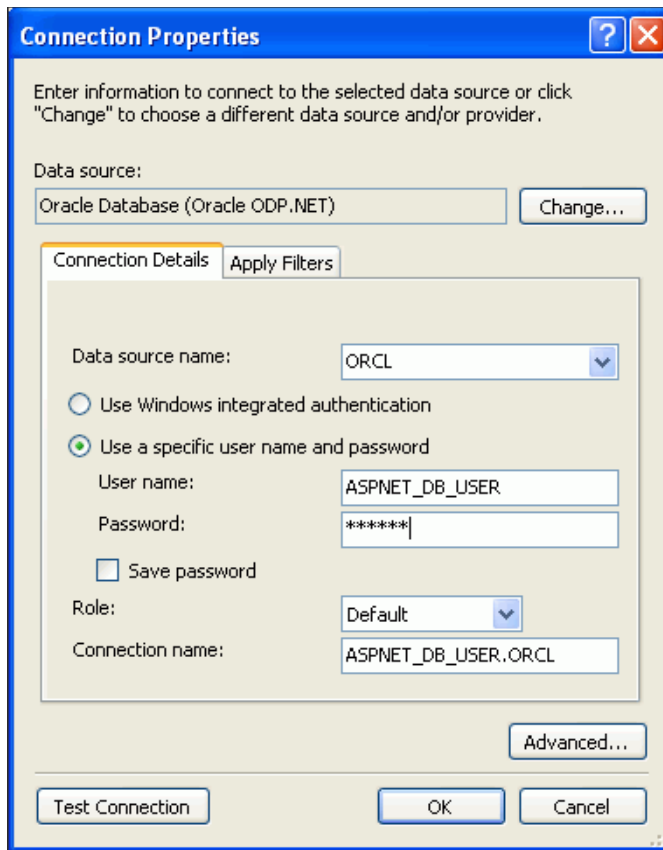 Connection Properties
Enter information to connect to the selected data source or click
"Change" to choose a different data source and/or provider.
Data source:
Oracle Database (Oracle ODP.NET)
Change...
Connection Details
Apply Filters
Data source name:
ORCL
Use Windows integrated authentication
Use a specific user name and password
User name:
ASPNET_DB_USER
Password:
******
Save password
Role:
Default
Connection name:
ASPNET_DB_USER.ORCL
Advanced...
Test Connection
OK
Cancel